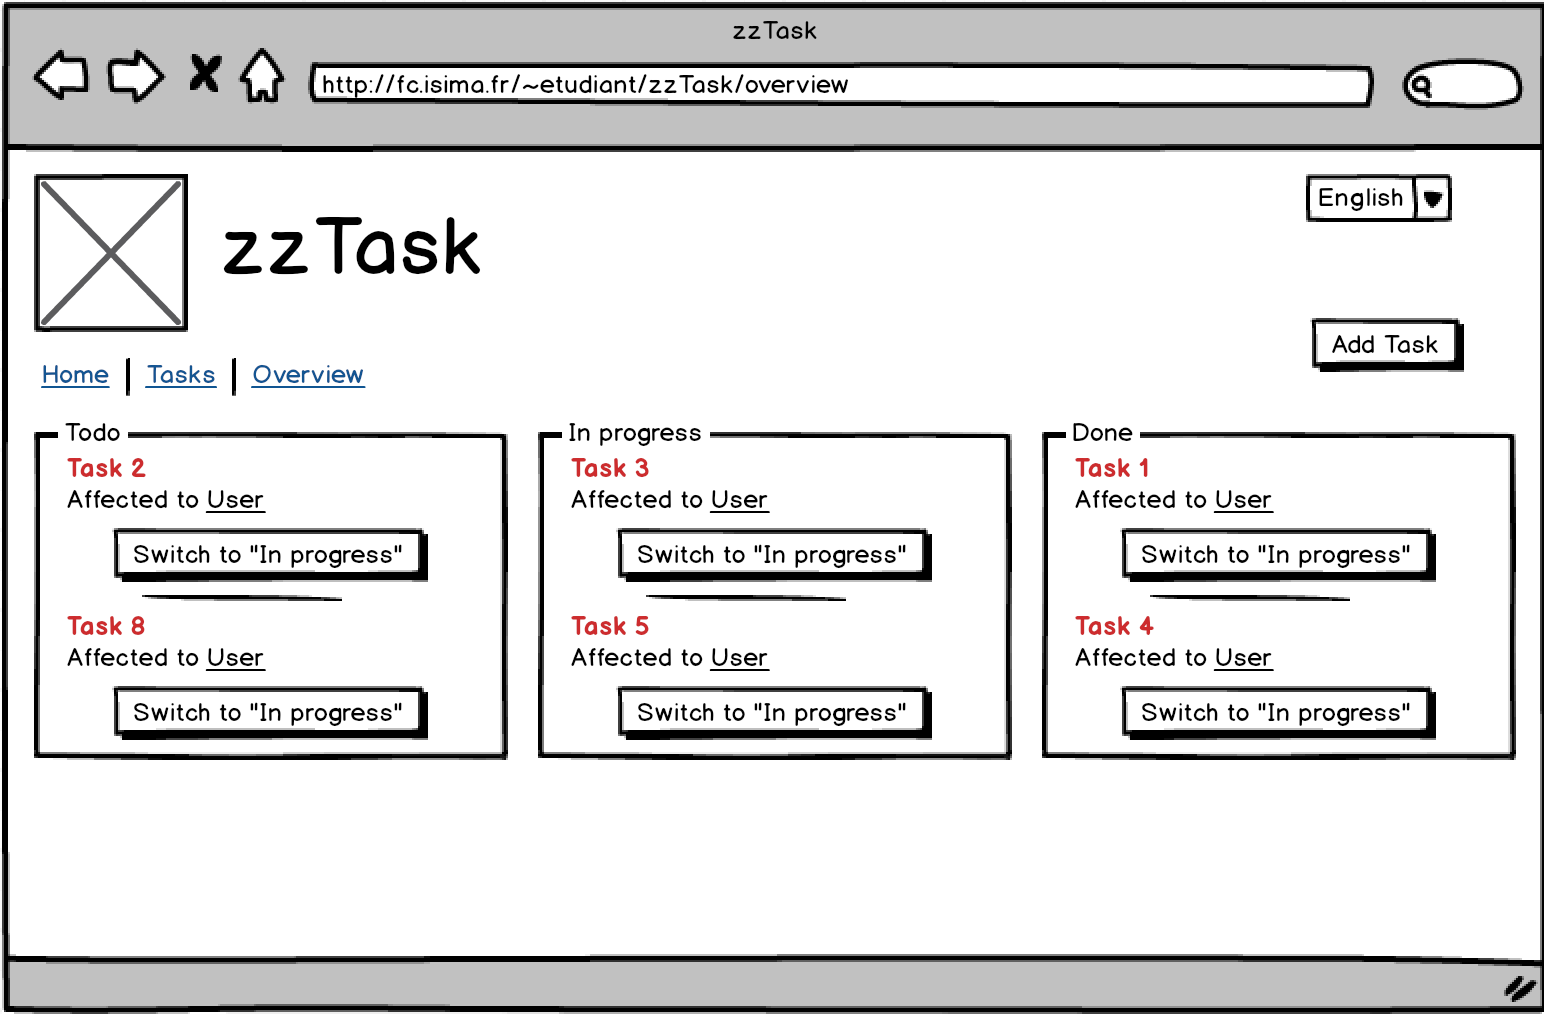 zzTask
http://fc.isima.fr/~etudiant/zzTask/overview
English
zzTask
Add Task
Home | Tasks | Overview
Todo
Task 2
Affected to User
Switch to "In progress"
Task 8
Affected to User
Switch to "In progress"
In progress
Task 3
Affected to User
Switch to "In progress"
Task 5
Affected to User
Switch to "In progress"
Done
Task 1
Affected to User
Switch to "In progress"
Task 4
Affected to User
Switch to "In progress"